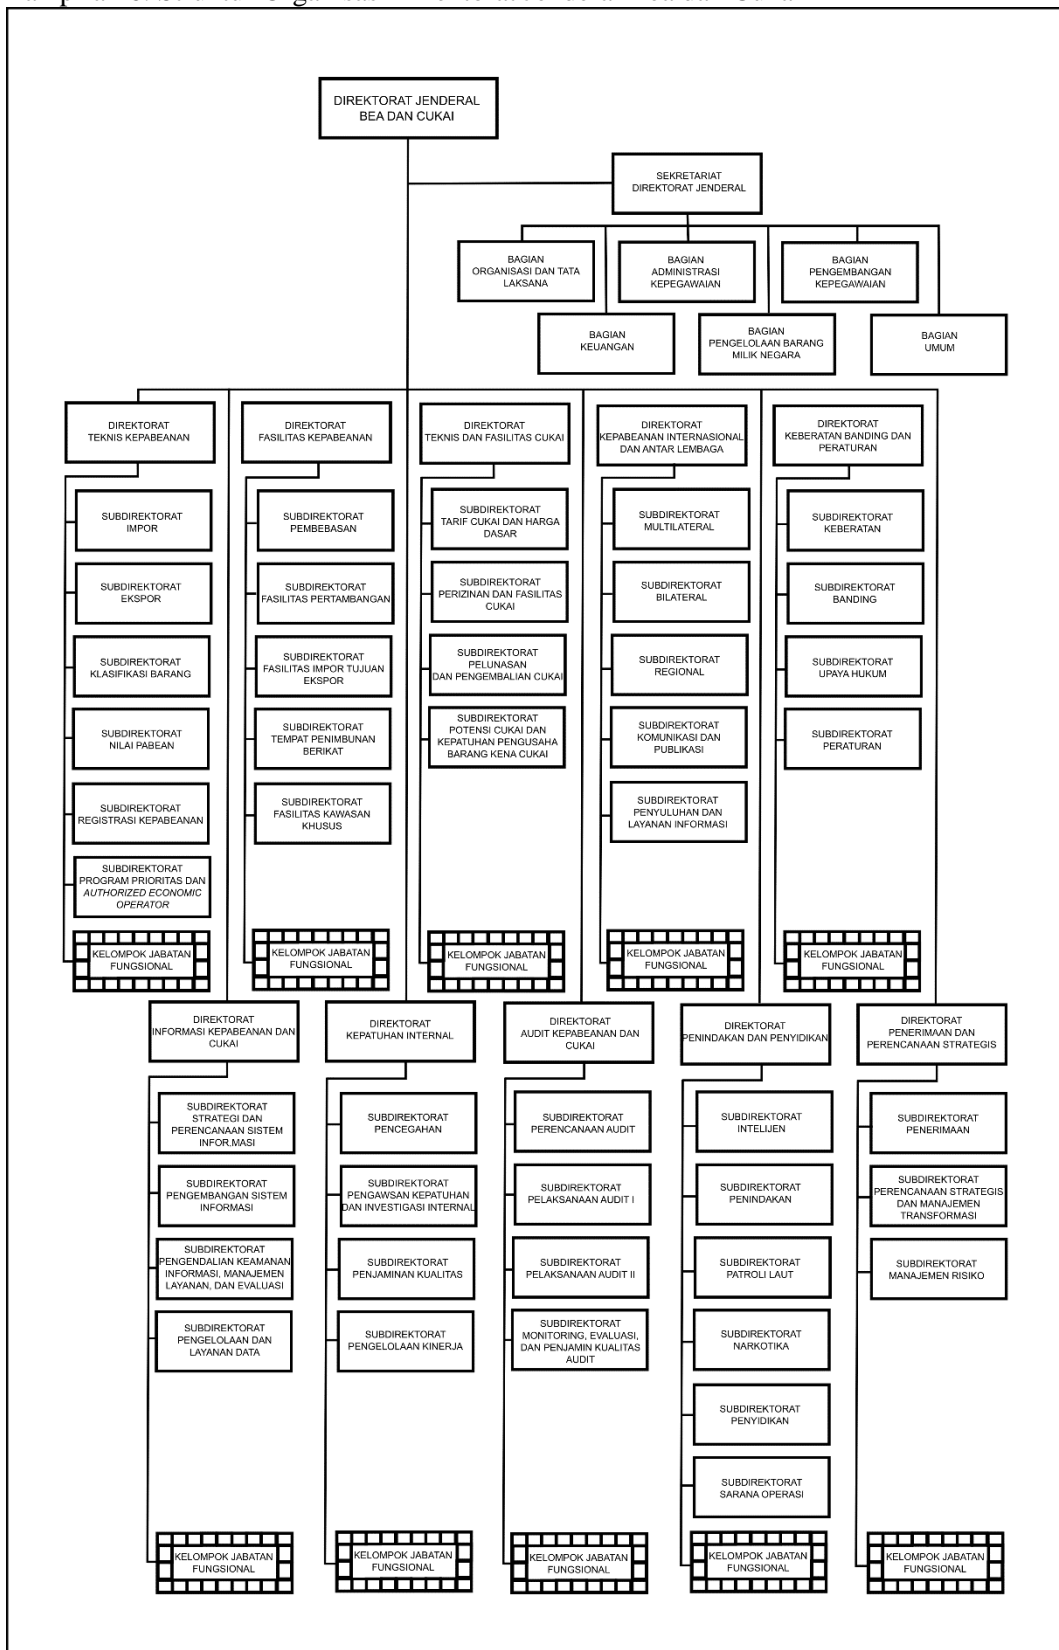 DIREKTORAT JENDERAL
BEA DAN CUKAI
SEKRETARIAT
DIREKTORAT JENDERAL
BAGIAN
ORGANISASI DAN TATA
LAKSANA
BAGIAN
ADMINISTRASI
KEPEGAWAIAN
BAGIAN
PENGEMBANGAN
KEPEGAWAIAN
BAGIAN
KEUANGAN
BAGIAN
PENGELOLAAN BARANG
MILIK NEGARA
BAGIAN
UMUM
DIREKTORAT
TEKNIS KEPABEANAN
SUBDIREKTORAT
IMPOR
SUBDIREKTORAT
EKSPOR
SUBDIREKTORAT
KLASIFIKASI BARANG
SUBDIREKTORAT
NILAI PABEAN
SUBDIREKTORAT
REGISTRASI KEPABEANAN
SUBDIREKTORAT
PROGRAM PRIORITAS DAN
AUTHORIZED ECONOMIC
OPERATOR
KELOMPOK JABATAN
FUNGSIONAL
DIREKTORAT
FASILITAS KEPABEANAN
SUBDIREKTORAT
PEMBEBASAN
SUBDIREKTORAT
FASILITAS PERTAMBANGAN
SUBDIREKTORAT
FASILITAS IMPOR TUJUAN
EKSPOR
SUBDIREKTORAT
TEMPAT PENIMBUNAN
BERIKAT
SUBDIREKTORAT
FASILITAS KAWASAN
KHUSUS
KELOMPOK JABATAN
FUNGSIONAL
DIREKTORAT
TEKNIS DAN FASILITAS CUKAI
SUBDIREKTORAT
TARIF CUKAI DAN HARGA
DASAR
SUBDIREKTORAT
PERIZINAN DAN FASILITAS
CUKAI
SUBDIREKTORAT
PELUNASAN
DAN PENGEMBALIAN CUKAI
SUBDIREKTORAT
POTENSI CUKAI DAN
KEPATUHAN PENGUSAHA
BARANG KENA CUKAI
KELOMPOK JABATAN
FUNGSIONAL
DIREKTORAT
KEPABEANAN INTERNASIONAL
DAN ANTAR LEMBAGA
SUBDIREKTORAT
MULTILATERAL
SUBDIREKTORAT
BILATERAL
SUBDIREKTORAT
REGIONAL
SUBDIREKTORAT
KOMUNIKASI DAN
PUBLIKASI
SUBDIREKTORAT
PENYULUHAN DAN
LAYANAN INFORMASI
KELOMPOK JABATAN
FUNGSIONAL
DIREKTORAT
KEBERATAN BANDING DAN
PERATURAN
SUBDIREKTORAT
KEBERATAN
SUBDIREKTORAT
BANDING
SUBDIREKTORAT
UPAYA HUKUM
SUBDIREKTORAT
PERATURAN
KELOMPOK JABATAN
FUNGSIONAL
DIREKTORAT
INFORMASI KEPABEANAN DAN
CUKAI
SUBDIREKTORAT
STRATEGI DAN
PERENCANAAN SISTEM
INFOR.MASI
SUBDIREKTORAT
PENGEMBANGAN SISTEM
INFORMASI
SUBDIREKTORAT
PENGENDALIAN KEAMANAN
INFORMASI, MANAJEMEN
LAYANAN, DAN EVALUASI
SUBDIREKTORAT
PENGELOLAAN DAN
LAYANAN DATA
KELOMPOK JABATAN
FUNGSIONAL
DIREKTORAT
KEPATUHAN INTERNAL
SUBDIREKTORAT
PENCEGAHAN
SUBDIREKTORAT
PENGAWSAN KEPATUHAN
DAN INVESTIGASI INTERNAL
SUBDIREKTORAT
PENJAMINAN KUALITAS
SUBDIREKTORAT
PENGELOLAAN KINERJA
KELOMPOK JABATAN
FUNGSIONAL
DIREKTORAT
AUDIT KEPABEANAN DAN
CUKAI
SUBDIREKTORAT
PERENCANAAN AUDIT
SUBDIREKTORAT
PELAKSANAAN AUDIT I
SUBDIREKTORAT
PELAKSANAAN AUDIT II
SUBDIREKTORAT
MONITORING, EVALUASI,
DAN PENJAMIN KUALITAS
AUDIT
KELOMPOK JABATAN
FUNGSIONAL
DIREKTORAT
PENINDAKAN DAN PENYIDIKAN
SUBDIREKTORAT
INTELIJEN
SUBDIREKTORAT
PENINDAKAN
SUBDIREKTORAT
PATROLI LAUT
SUBDIREKTORAT
NARKOTIKA
SUBDIREKTORAT
PENYIDIKAN
SUBDIREKTORAT
SARANA OPERASI
KELOMPOK JABATAN
FUNGSIONAL
DIREKTORAT
PENERIMAAN DAN
PERENCANAAN STRATEGIS
SUBDIREKTORAT
PENERIMAAN
SUBDIREKTORAT
PERENCANAAN STRATEGIS
DAN MANAJEMEN
TRANSFORMASI
SUBDIREKTORAT
MANAJEMEN RISIKO
KELOMPOK JABATAN
FUNGSIONAL